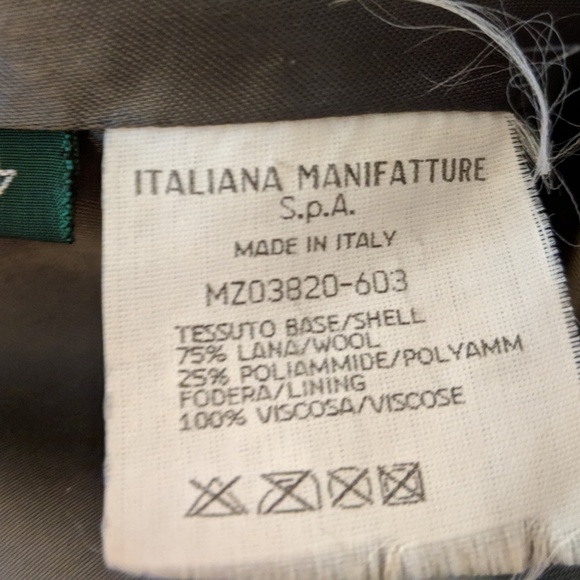 ITALIANA MANIFATTURE
S.p.A.
MADE IN ITALY
MZ03820-603
TESSUTO BASE/SHELL
75% LANA/WOOL
25% POLIAMMIDE/POLYAMM
FODERA/LINING
100% VISCOSA/VISCOSE